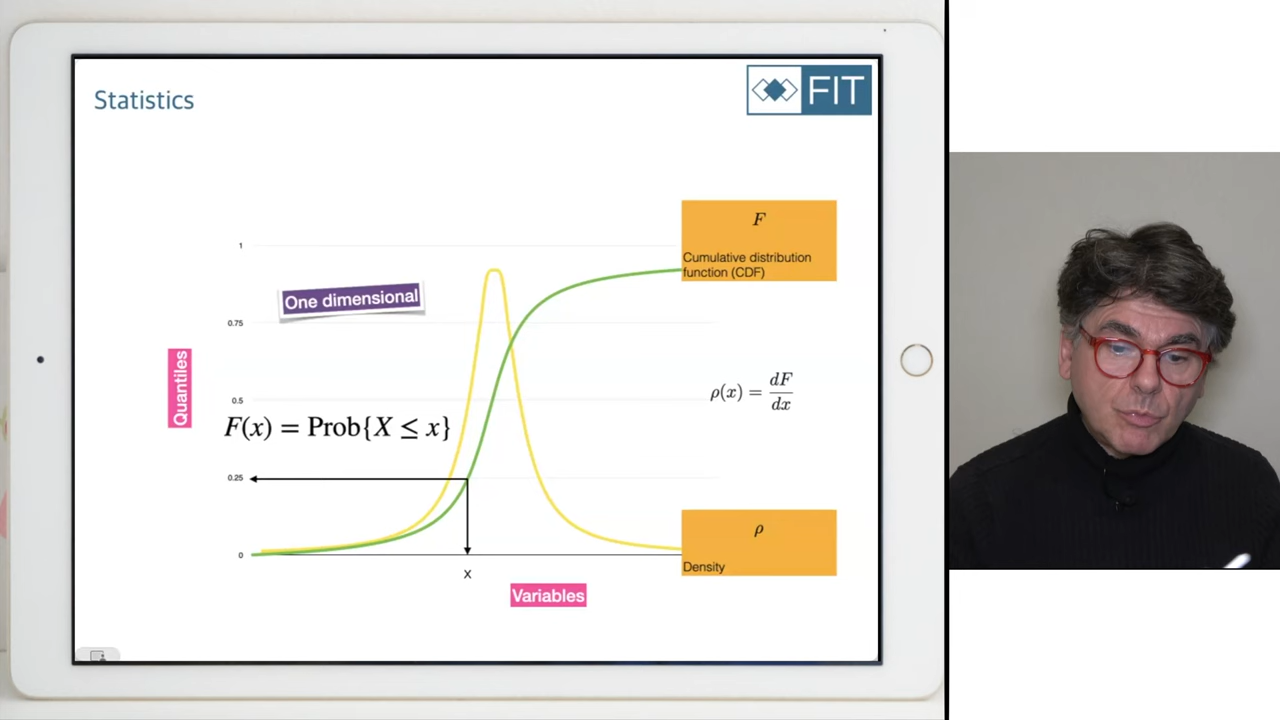 Statistics
FIT
F
Cumulative distribution
function (CDF)
1
One dimensional
0.75
Quantiles
0.5
ρ(x) = dF/dx
F(x) = Prob{X ≤ x}
0.25
ρ
Density
0
x
Variables